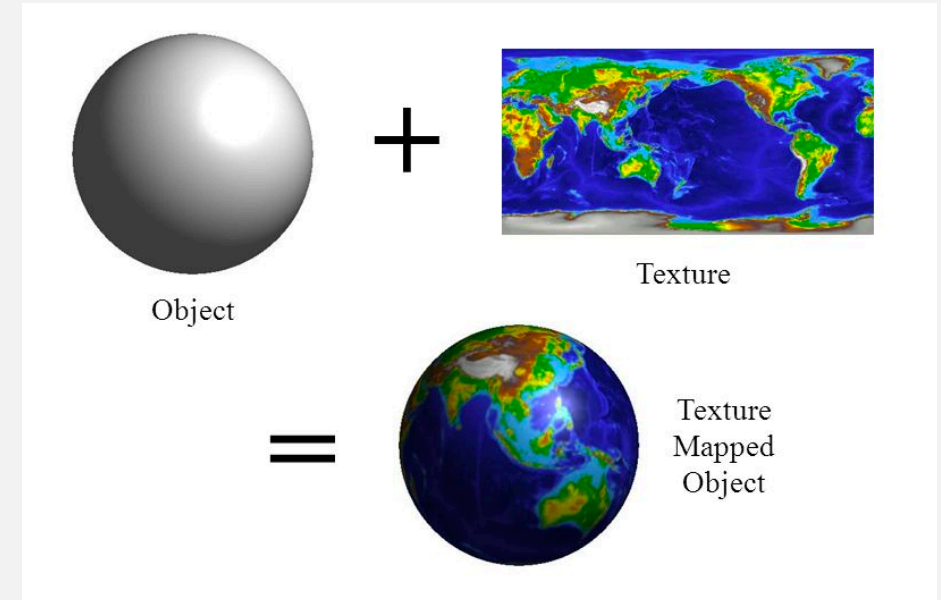 +
Object
Texture
=
Texture
Mapped
Object